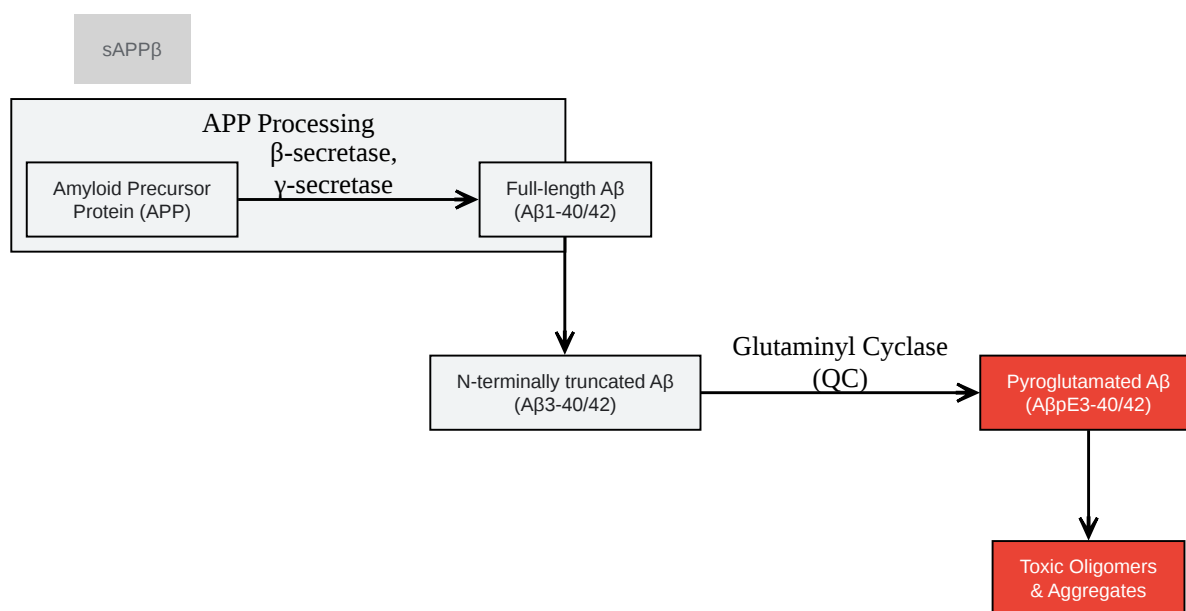 sAPPβ
APP Processing
β-secretase,
γ-secretase
Amyloid Precursor
Protein (APP)
Full-length Aβ
(Aβ1-40/42)
Glutaminyl Cyclase
(QC)
N-terminally truncated Aβ
(Aβ3-40/42)
Pyroglutamated Aβ
(AβpE3-40/42)
Toxic Oligomers
& Aggregates